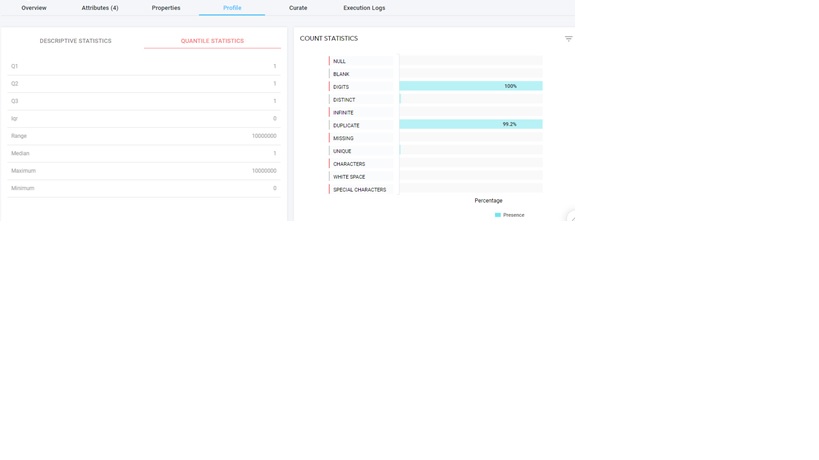 Overview Attributes (4) Properties Profile Curate Execution Logs
DESCRIPTIVE STATISTICS QUANTILE STATISTICS
Q1 1
Q2 1
Q3 1
Iqr 0
Range 10000000
Median 1
Maximum 10000000
Minimum 0
COUNT STATISTICS
NULL
BLANK
DIGITS 100%
DISTINCT
INFINITE
DUPLICATE 99.2%
MISSING
UNIQUE
CHARACTERS
WHITE SPACE
SPECIAL CHARACTERS
Percentage
Presence